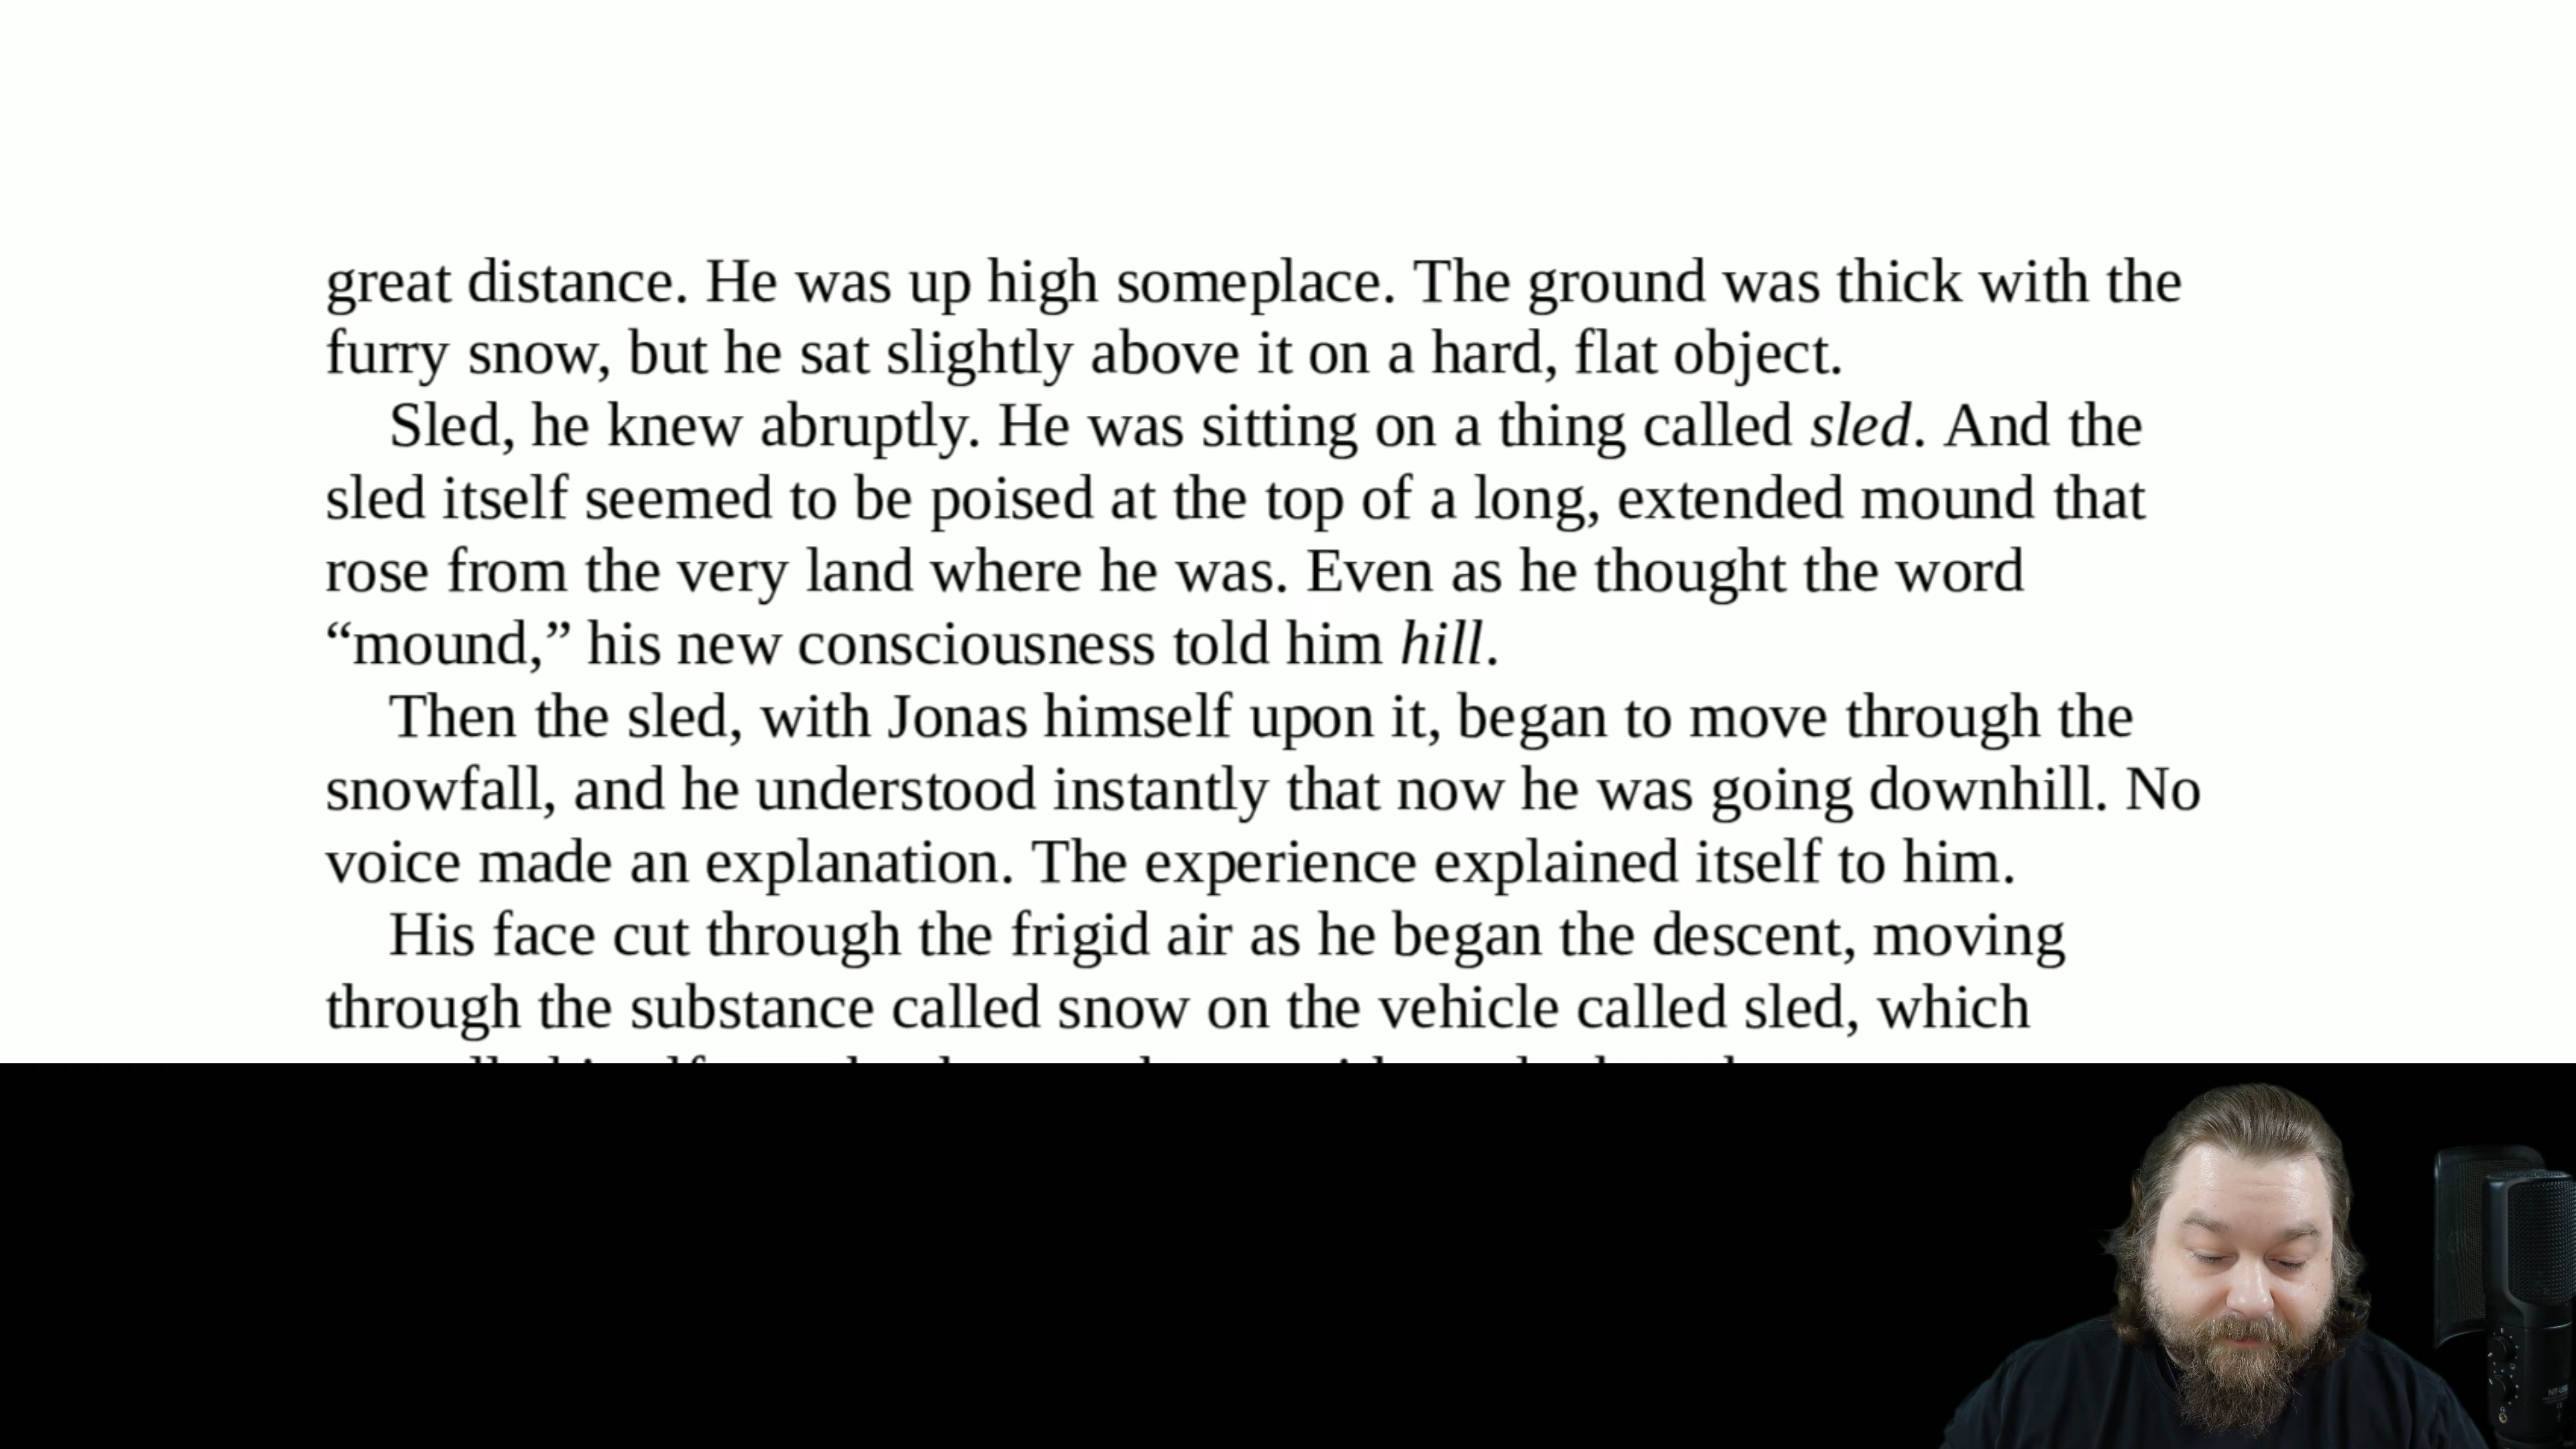 great distance. He was up high someplace. The ground was thick with the
furry snow, but he sat slightly above it on a hard, flat object.
Sled, he knew abruptly. He was sitting on a thing called sled. And the
sled itself seemed to be poised at the top of a long, extended mound that
rose from the very land where he was. Even as he thought the word
“mound,” his new consciousness told him hill.
Then the sled, with Jonas himself upon it, began to move through the
snowfall, and he understood instantly that now he was going downhill. No
voice made an explanation. The experience explained itself to him.
His face cut through the frigid air as he began the descent, moving
through the substance called snow on the vehicle called sled, which